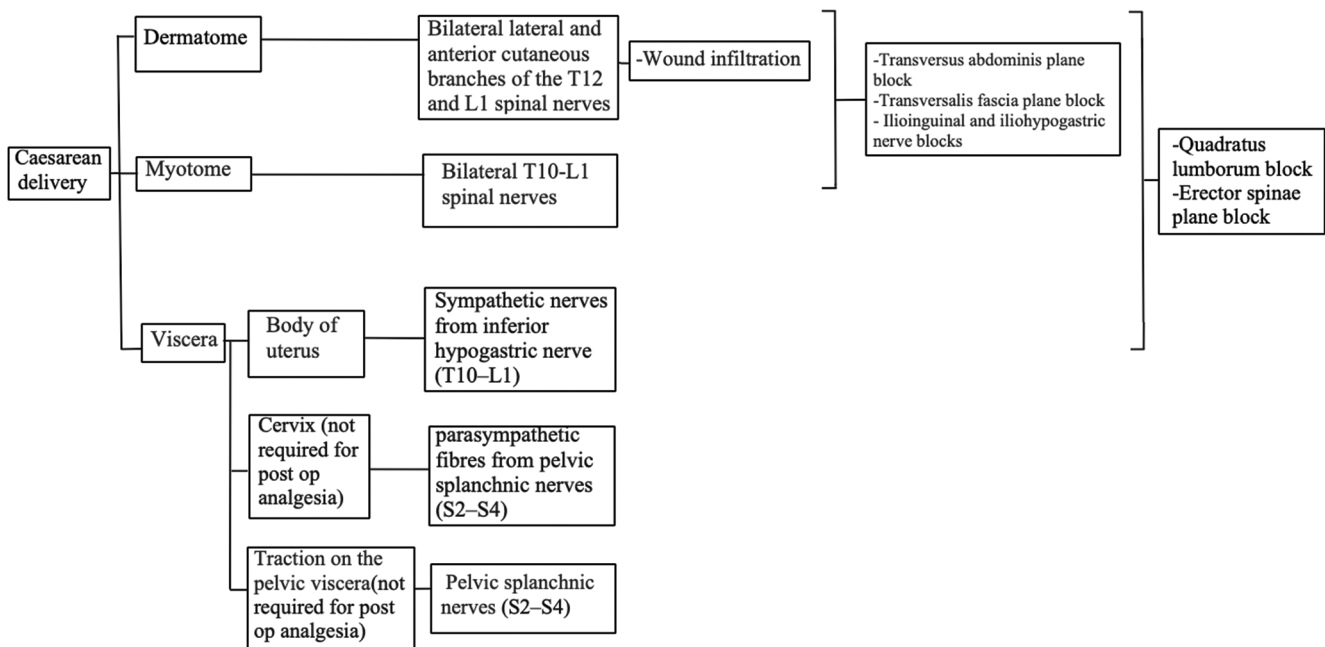 Dermatome
Bilateral lateral and
anterior cutaneous
branches of the T12
and L1 spinal nerves
-Wound infiltration
-Transversus abdominis plane
block
-Transversalis fascia plane block
- Ilioinguinal and iliohypogastric
nerve blocks
-Quadratus
lumborum block
-Erector spinae
plane block
Caesarean
delivery
Myotome
Bilateral T10-L1
spinal nerves
Viscera
Body of
uterus
Sympathetic nerves
from inferior
hypogastric nerve
(T10–L1)
Cervix (not
required for
post op
analgesia)
parasympathetic
fibres from pelvic
splanchnic nerves
(S2–S4)
Traction on the
pelvic viscera(not
required for post
op analgesia)
Pelvic splanchnic
nerves (S2–S4)